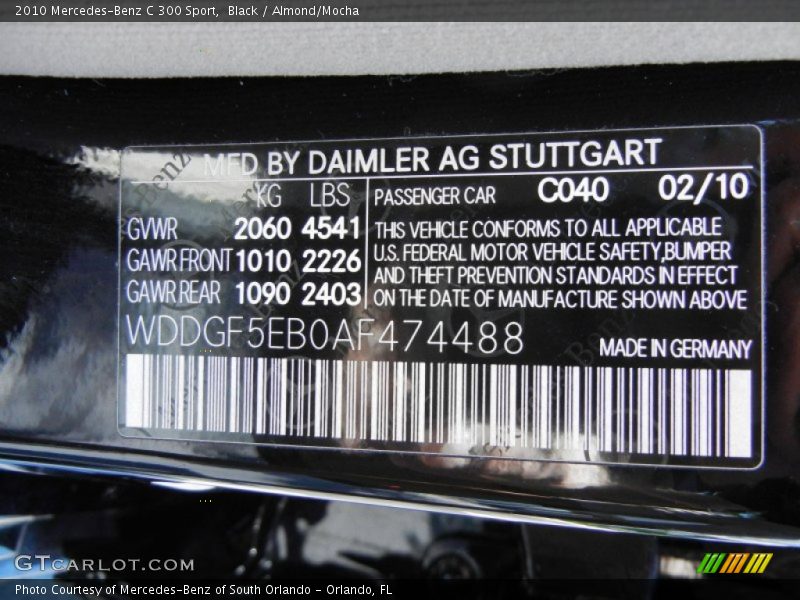 2010 Mercedes-Benz C 300 Sport, Black / Almond/Mocha
MFD BY DAIMLER AG STUTTGART
KG LBS
GVWR 2060 4541
GAWR FRONT 1010 2226
GAWR REAR 1090 2403
PASSENGER CAR C040 02/10
THIS VEHICLE CONFORMS TO ALL APPLICABLE
U.S. FEDERAL MOTOR VEHICLE SAFETY,BUMPER
AND THEFT PREVENTION STANDARDS IN EFFECT
ON THE DATE OF MANUFACTURE SHOWN ABOVE
WDDGF5EB0AF474488
MADE IN GERMANY
GTCARLOT.COM
Photo Courtesy of Mercedes-Benz of South Orlando - Orlando, FL